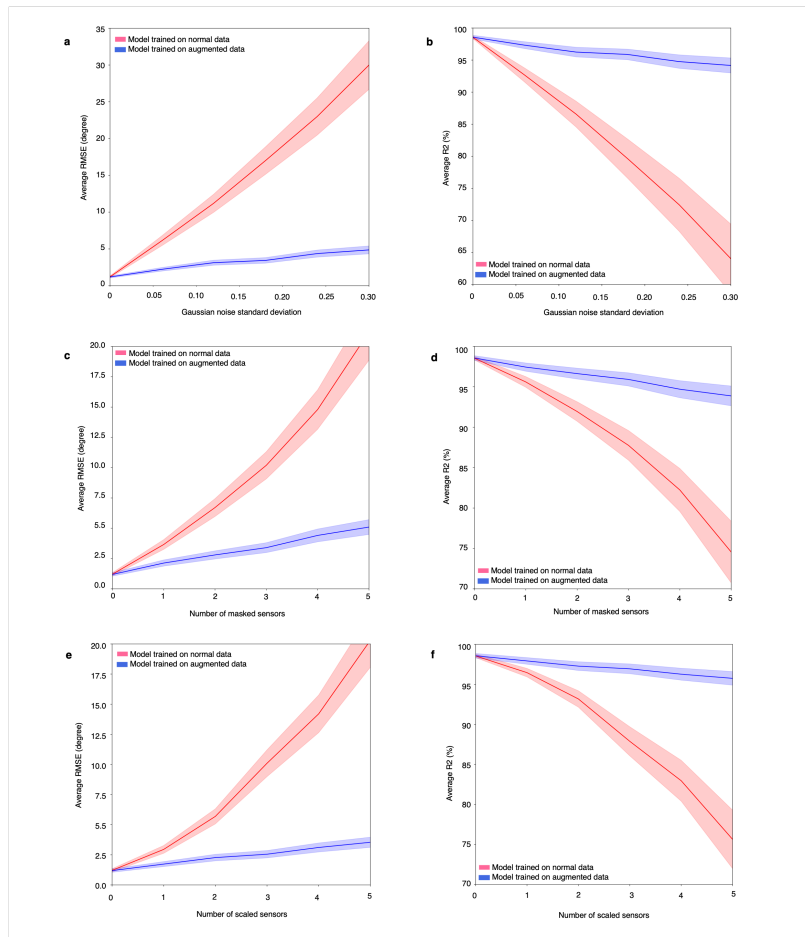 a
Model trained on normal data
Model trained on augmented data
35
30
25
20
15
10
5
0
Average RMSE (degree)
0
0.05
0.10
0.12
0.20
0.25
0.30
Gaussian noise standard deviation
b
100
95
90
85
80
75
70
65
60
Average R2 (%)
Model trained on normal data
Model trained on augmented data
0
0.05
0.10
0.12
0.20
0.25
0.30
Gaussian noise standard deviation
c
Model trained on normal data
Model trained on augmented data
20.0
17.5
15.0
10.0
7.5
5.5
2.5
0.0
Average RMSE (degree)
0 1 2 3 4 5
Number of masked sensors
d
100
95
90
85
80
75
70
Average R2 (%)
Model trained on normal data
Model trained on augmented data
0 1 2 3 4 5
Number of masked sensors
e
Model trained on normal data
Model trained on augmented data
20.0
17.5
15.0
10.0
7.5
5.5
2.5
0.0
Average RMSE (degree)
0 1 2 3 4 5
Number of scaled sensors
f
100
95
90
85
80
75
70
Average R2 (%)
Model trained on normal data
Model trained on augmented data
0 1 2 3 4 5
Number of scaled sensors